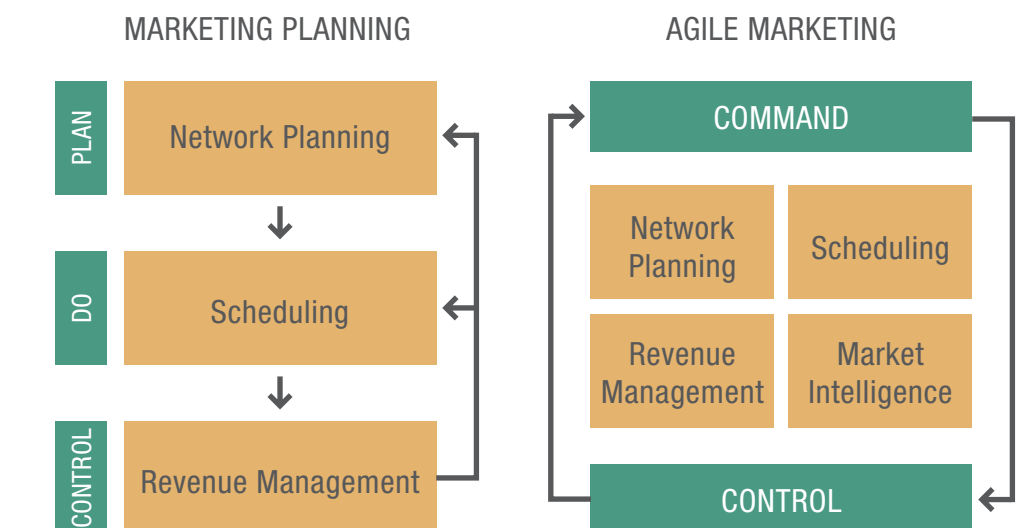 MARKETING PLANNING
PLAN
Network Planning
DO
Scheduling
CONTROL
Revenue Management
AGILE MARKETING
COMMAND
Network
Planning
Scheduling
Revenue
Management
Market
Intelligence
CONTROL